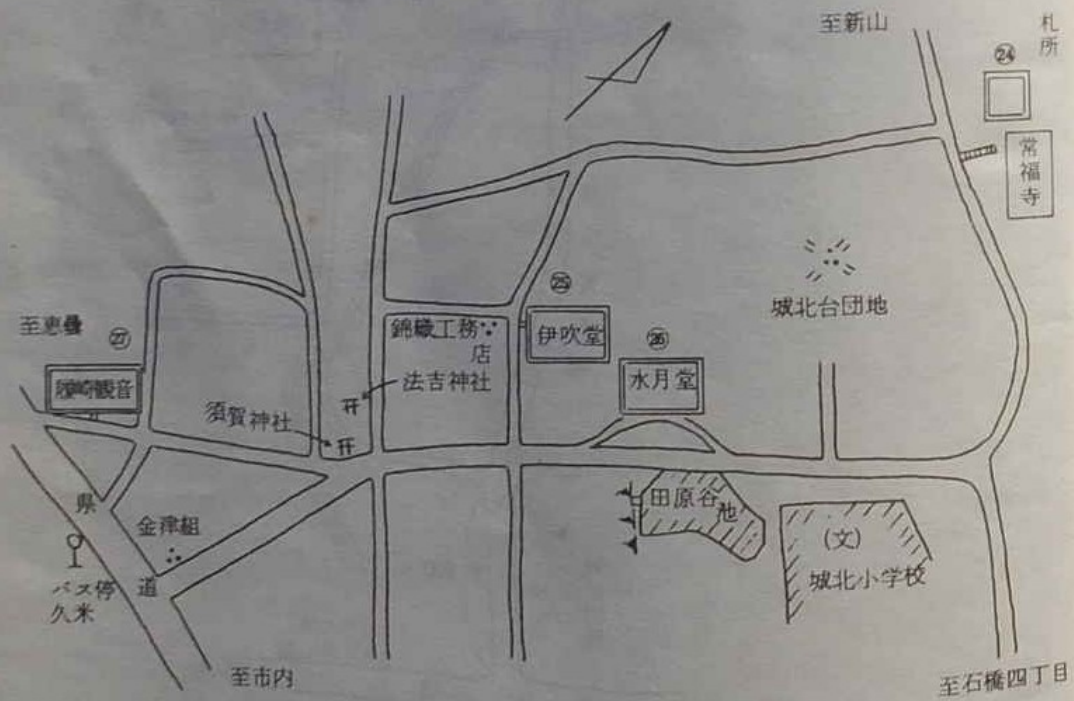 至新山
札所
㉔
常福寺
城北台団地
㉕
伊吹堂
㉖
水月堂
錦織工務店
法吉神社
須賀神社
至恵曇
㉗
崎観音
県道
金津組
バス停
久米
至市内
田原谷池
(文)
城北小学校
至石橋四丁目